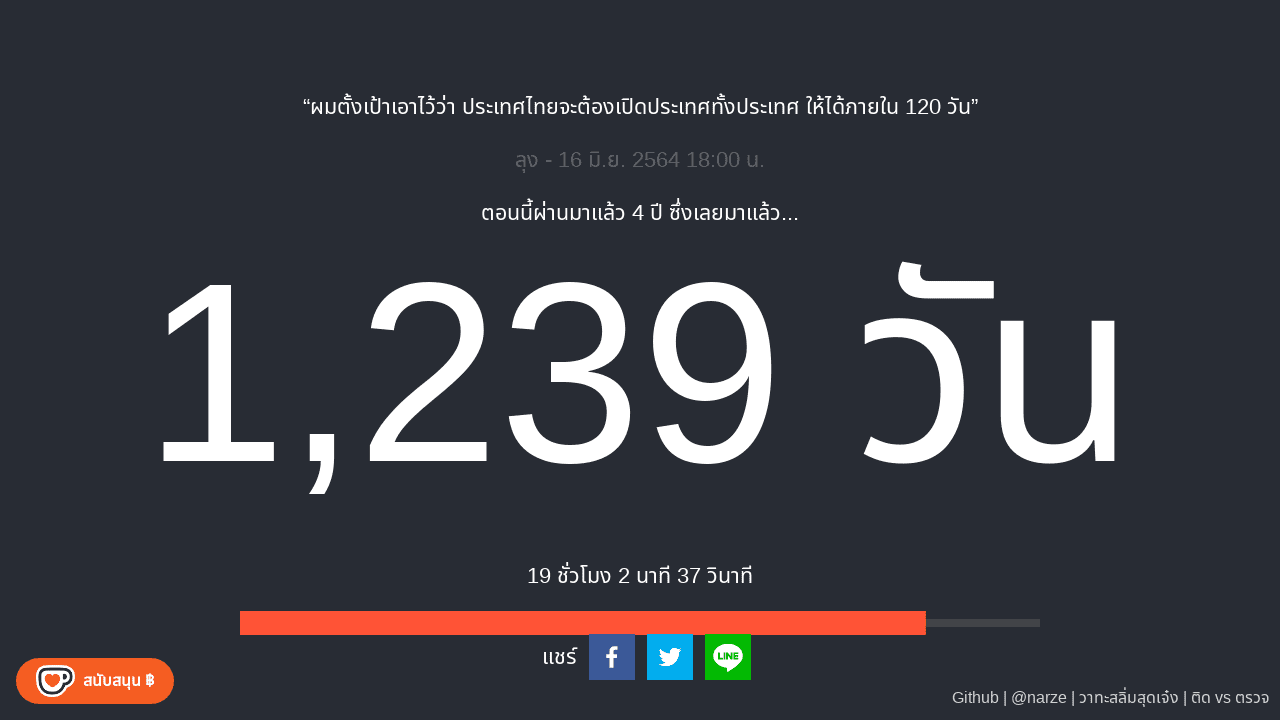 “ผมตั้งเป้าเอาไว้ว่า ประเทศไทยจะต้องเปิดประเทศทั้งประเทศ ให้ได้ภายใน 120 วัน”
ลุง - 16 มิ.ย. 2564 18:00 น.
ตอนนี้ผ่านมาแล้ว 4 ปี ซึ่งเลยมาแล้ว...
1,239 วัน
19 ชั่วโมง 2 นาที 37 วินาที
แชร์
LINE
สนับสนุน ฿
Github | @narze | วาทะสลิ่มสุดเจ๋ง | ติด vs ตรวจ